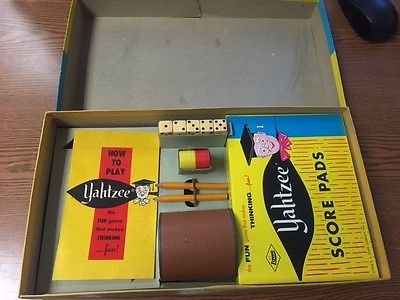 HOW
TO
PLAY
Yahtzee
the
FUN game
that makes
THINKING
...fun!
the FUN game that makes THINKING ...fun!
Yahtzee
SCORE PADS